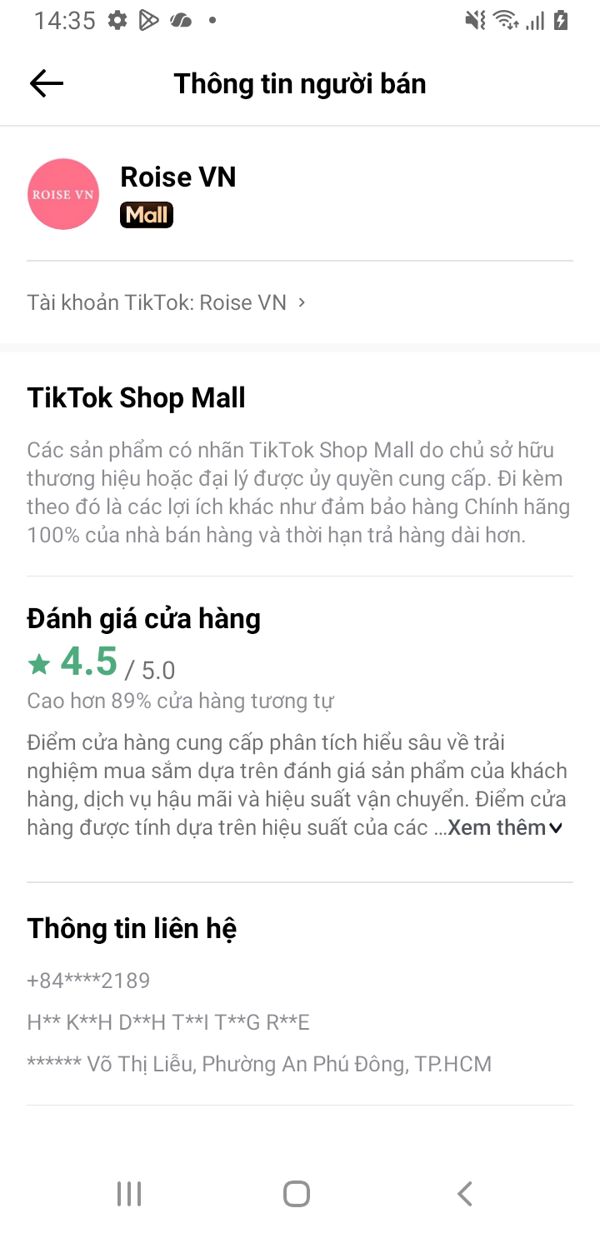 14:35
Thông tin người bán
ROISE VN
Roise VN
Mall
Tài khoản TikTok: Roise VN
TikTok Shop Mall
Các sản phẩm có nhãn TikTok Shop Mall do chủ sở hữu
thương hiệu hoặc đại lý được ủy quyền cung cấp. Đi kèm
theo đó là các lợi ích khác như đảm bảo hàng Chính hãng
100% của nhà bán hàng và thời hạn trả hàng dài hơn.
Đánh giá cửa hàng
4.5 / 5.0
Cao hơn 89% cửa hàng tương tự
Điểm cửa hàng cung cấp phân tích hiểu sâu về trải
nghiệm mua sắm dựa trên đánh giá sản phẩm của khách
hàng, dịch vụ hậu mãi và hiệu suất vận chuyển. Điểm cửa
hàng được tính dựa trên hiệu suất của các ...Xem thêm
Thông tin liên hệ
+84****2189
H** K**H D**H T**I T**G R**E
****** Võ Thị Liễu, Phường An Phú Đông, TP.HCM